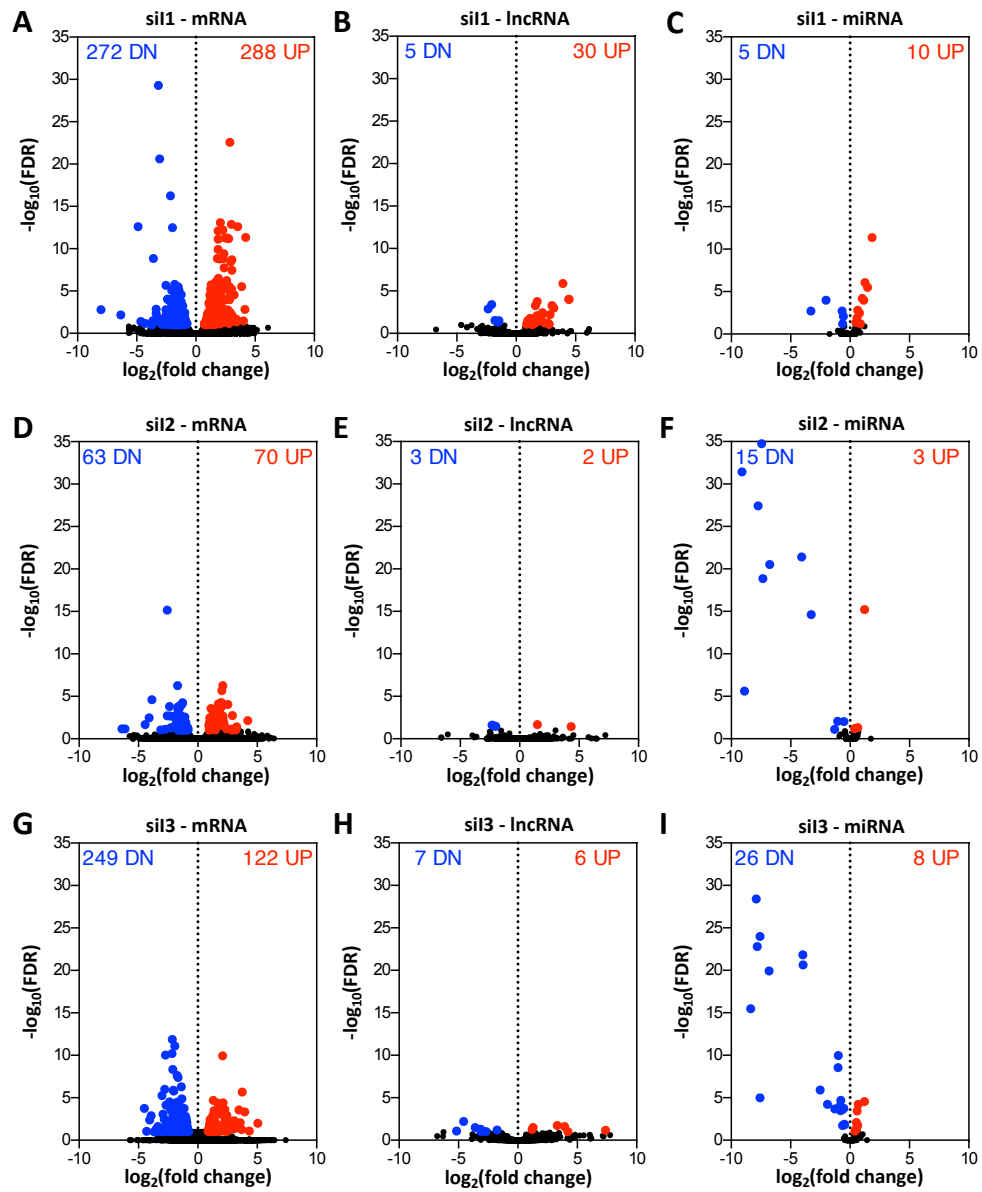 A
siI1 - mRNA
272 DN 288 UP
35
30
25
20
15
10
5
0
-log10(FDR)
-10 -5 0 5 10
log2(fold change)
B
siI1 - lncRNA
5 DN 30 UP
35
30
25
20
15
10
5
0
-log10(FDR)
-10 -5 0 5 10
log2(fold change)
C
siI1 - miRNA
5 DN 10 UP
35
30
25
20
15
10
5
0
-log10(FDR)
-10 -5 0 5 10
log2(fold change)
D
siI2 - mRNA
63 DN 70 UP
35
30
25
20
15
10
5
0
-log10(FDR)
-10 -5 0 5 10
log2(fold change)
E
siI2 - lncRNA
3 DN 2 UP
35
30
25
20
15
10
5
0
-log10(FDR)
-10 -5 0 5 10
log2(fold change)
F
siI2 - miRNA
15 DN 3 UP
35
30
25
20
15
10
5
0
-log10(FDR)
-10 -5 0 5 10
log2(fold change)
G
siI3 - mRNA
249 DN 122 UP
35
30
25
20
15
10
5
0
-log10(FDR)
-10 -5 0 5 10
log2(fold change)
H
siI3 - lncRNA
7 DN 6 UP
35
30
25
20
15
10
5
0
-log10(FDR)
-10 -5 0 5 10
log2(fold change)
I
siI3 - miRNA
26 DN 8 UP
35
30
25
20
15
10
5
0
-log10(FDR)
-10 -5 0 5 10
log2(fold change)